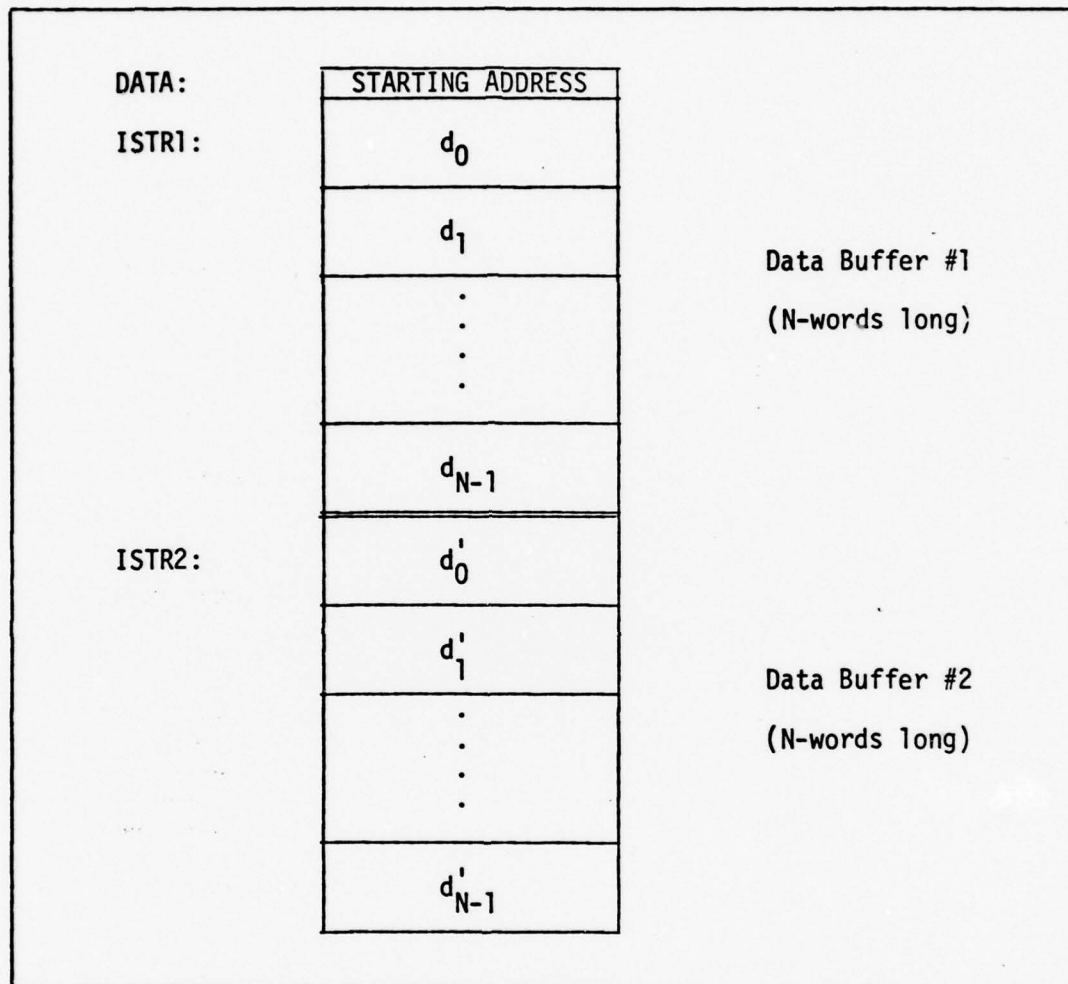 DATA: STARTING ADDRESS
ISTR1: d0
d1
Data Buffer #1
(N-words long)
.
.
.
.
dN-1
ISTR2: d'0
d'1
Data Buffer #2
(N-words long)
.
.
.
.
d'N-1